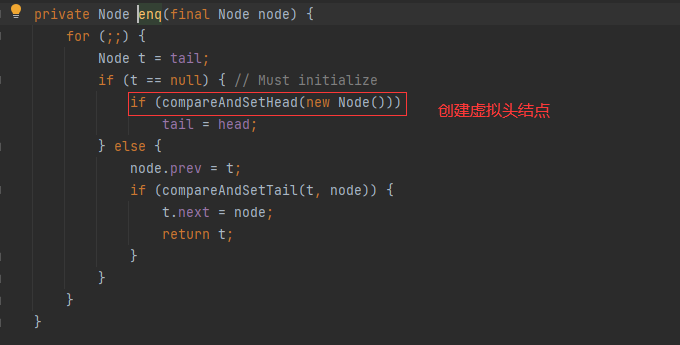 private Node enq(final Node node) {
for (;;) {
Node t = tail;
if (t == null) { // Must initialize
if (compareAndSetHead(new Node()))
创建虚拟头结点
tail = head;
} else {
node.prev = t;
if (compareAndSetTail(t, node)) {
t.next = node;
return t;
}
}
}
}